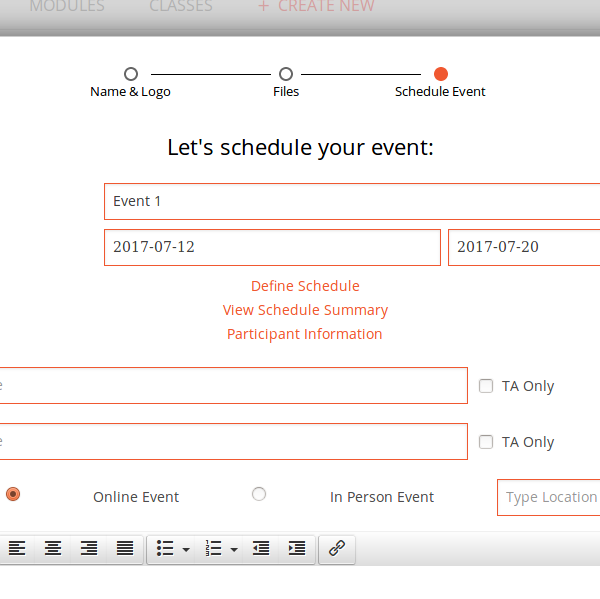 MODULES CLASSES + CREATE NEW
Name & Logo Files Schedule Event
Let's schedule your event:
Event 1
2017-07-12 2017-07-20
Define Schedule
View Schedule Summary
Participant Information
TA Only
TA Only
Online Event In Person Event Type Location